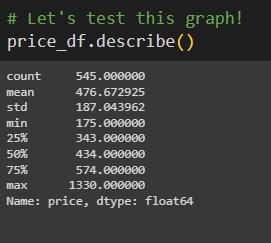 # Let's test this graph!
price_df.describe()
count 545.000000
mean 476.672925
std 187.043962
min 175.000000
25% 343.000000
50% 434.000000
75% 574.000000
max 1330.000000
Name: price, dtype: float64